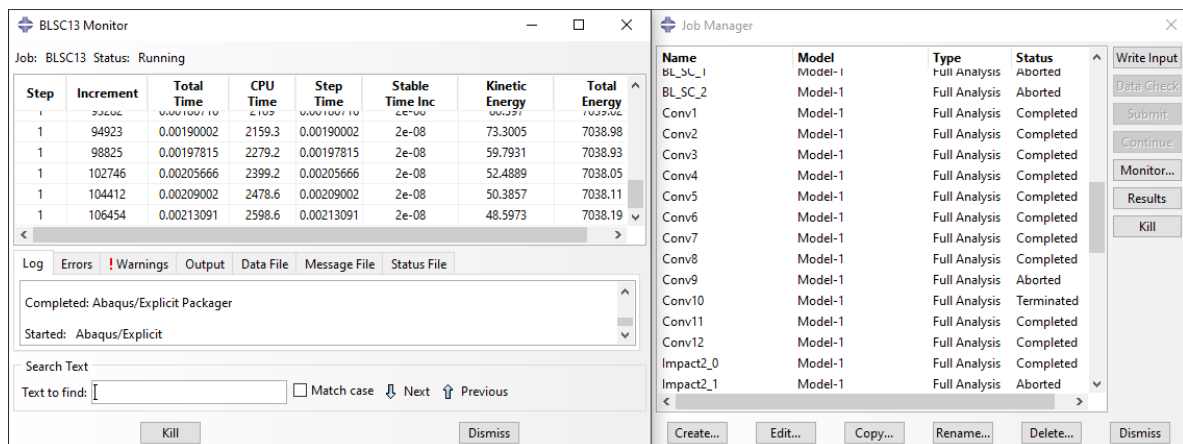 BLSC13 Monitor
Job: BLSC13 Status: Running
Step Increment Total Time CPU Time Step Time Stable Time Inc Kinetic Energy Total Energy
1 94923 0.00190002 2159.3 0.00190002 2e-08 73.3005 7038.98
1 98825 0.00197815 2279.2 0.00197815 2e-08 59.7931 7038.93
1 102746 0.00205666 2399.2 0.00205666 2e-08 52.4889 7038.05
1 104412 0.00209002 2478.6 0.00209002 2e-08 50.3857 7038.11
1 106454 0.00213091 2598.6 0.00213091 2e-08 48.5973 7038.19
Log Errors ! Warnings Output Data File Message File Status File
Completed: Abaqus/Explicit Packager
Started: Abaqus/Explicit
Search Text
Text to find: Match case Next Previous
Kill Dismiss
Job Manager
Name Model Type Status
BL_SC_1 Model-1 Full Analysis Aborted
BL_SC_2 Model-1 Full Analysis Aborted
Conv1 Model-1 Full Analysis Completed
Conv2 Model-1 Full Analysis Completed
Conv3 Model-1 Full Analysis Completed
Conv4 Model-1 Full Analysis Completed
Conv5 Model-1 Full Analysis Completed
Conv6 Model-1 Full Analysis Completed
Conv7 Model-1 Full Analysis Completed
Conv8 Model-1 Full Analysis Completed
Conv9 Model-1 Full Analysis Aborted
Conv10 Model-1 Full Analysis Terminated
Conv11 Model-1 Full Analysis Completed
Conv12 Model-1 Full Analysis Completed
Impact2_0 Model-1 Full Analysis Completed
Impact2_1 Model-1 Full Analysis Aborted
Write Input
Data Check
Submit
Continue
Monitor...
Results
Kill
Create... Edit... Copy... Rename... Delete... Dismiss